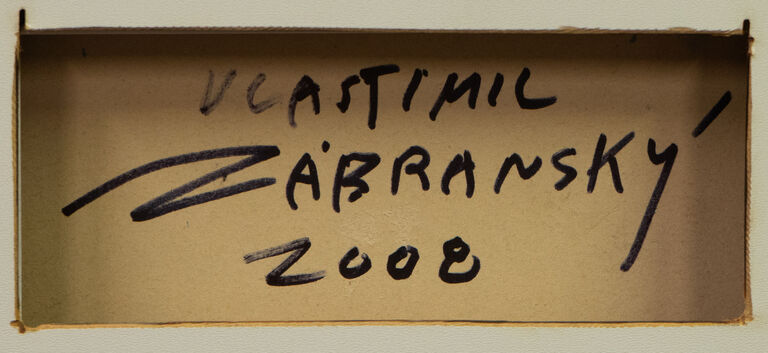 VLASTIMIL
ZÁBRANSKÝ
2008